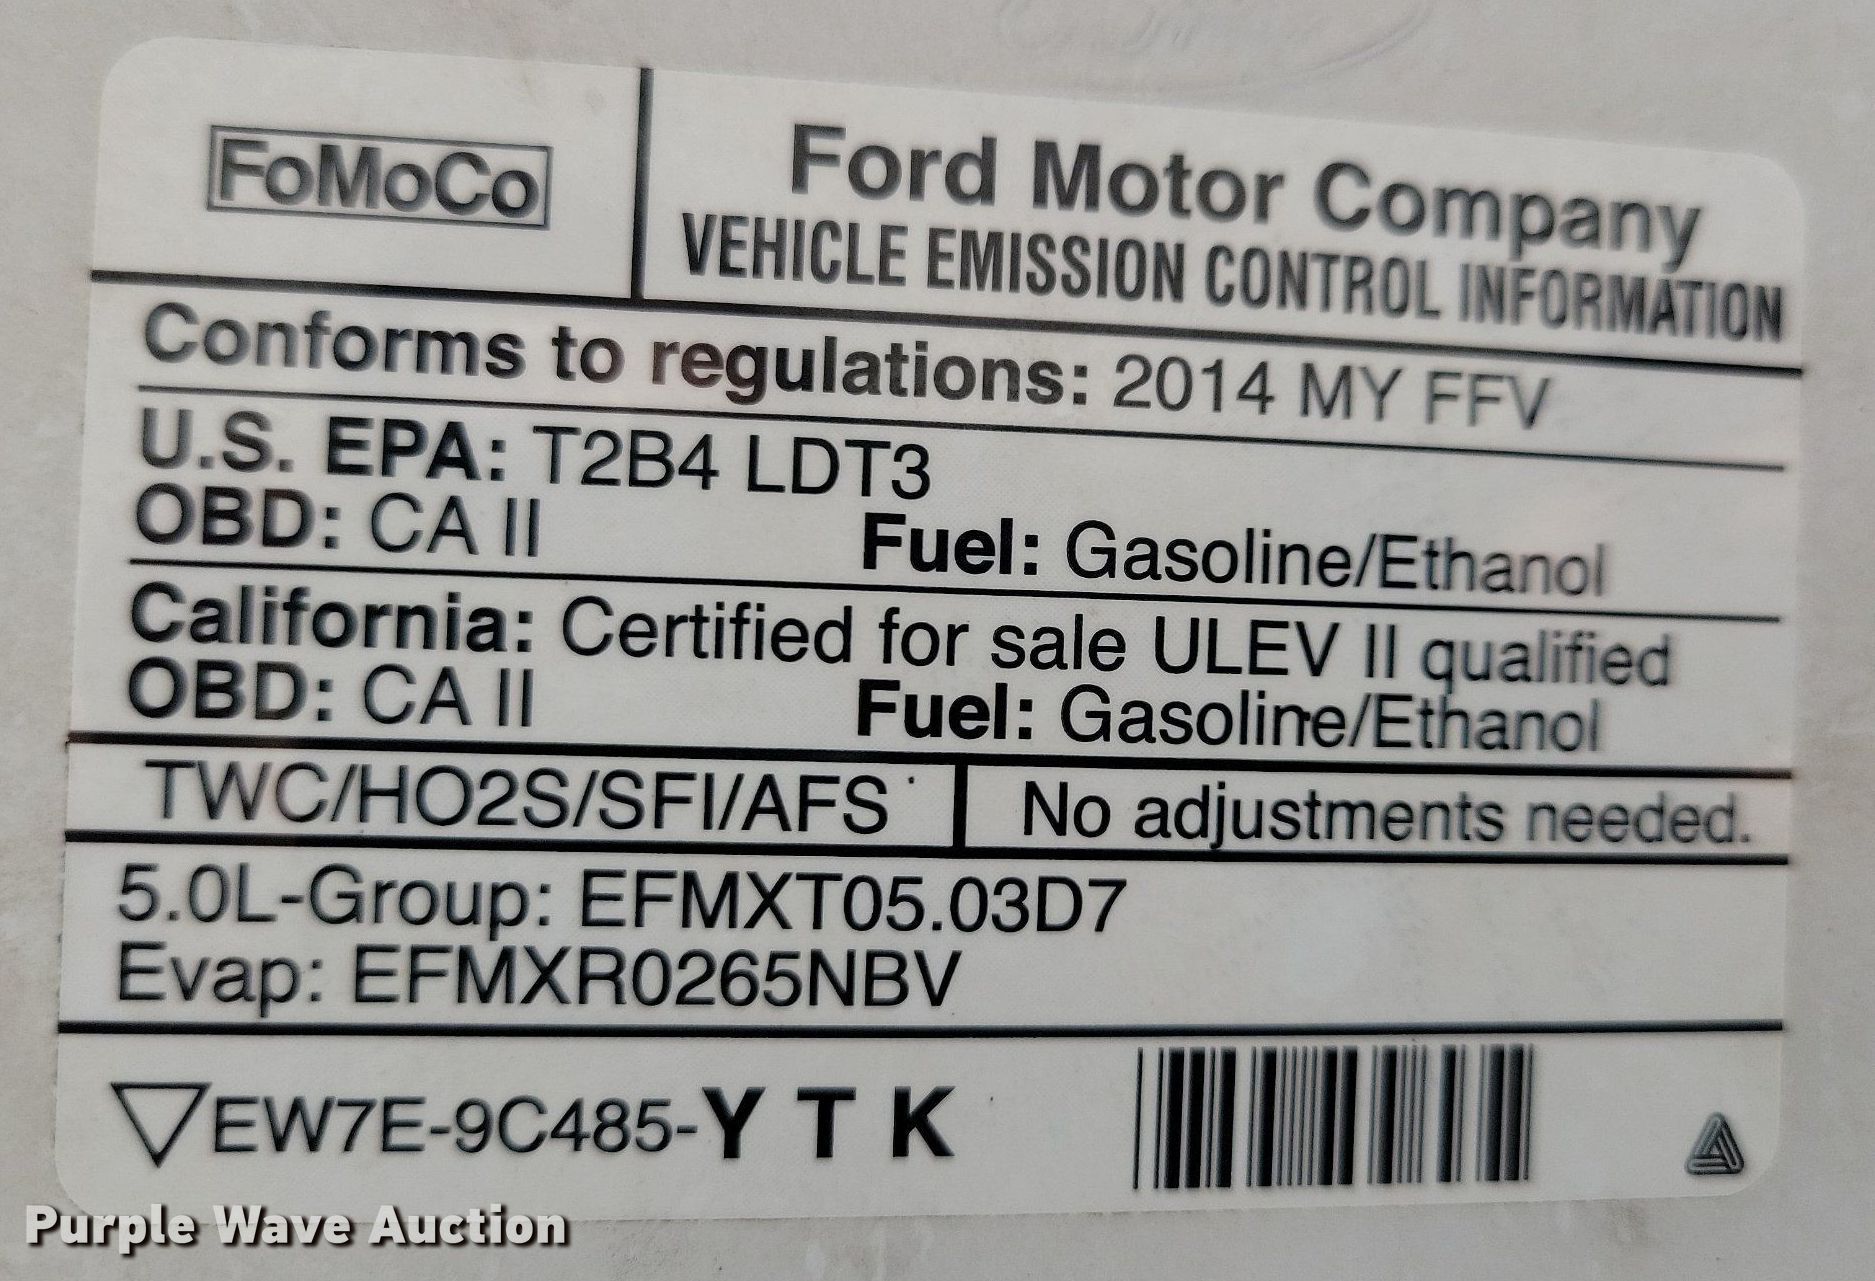 FoMoCo
Ford Motor Company
VEHICLE EMISSION CONTROL INFORMATION
Conforms to regulations: 2014 MY FFV
U.S. EPA: T2B4 LDT3
OBD: CA II Fuel: Gasoline/Ethanol
California: Certified for sale ULEV II qualified
OBD: CA II Fuel: Gasoline/Ethanol
TWC/HO2S/SFI/AFS No adjustments needed.
5.0L-Group: EFMXT05.03D7
Evap: EFMXR0265NBV
EW7E-9C485-Y T K
Purple Wave Auction